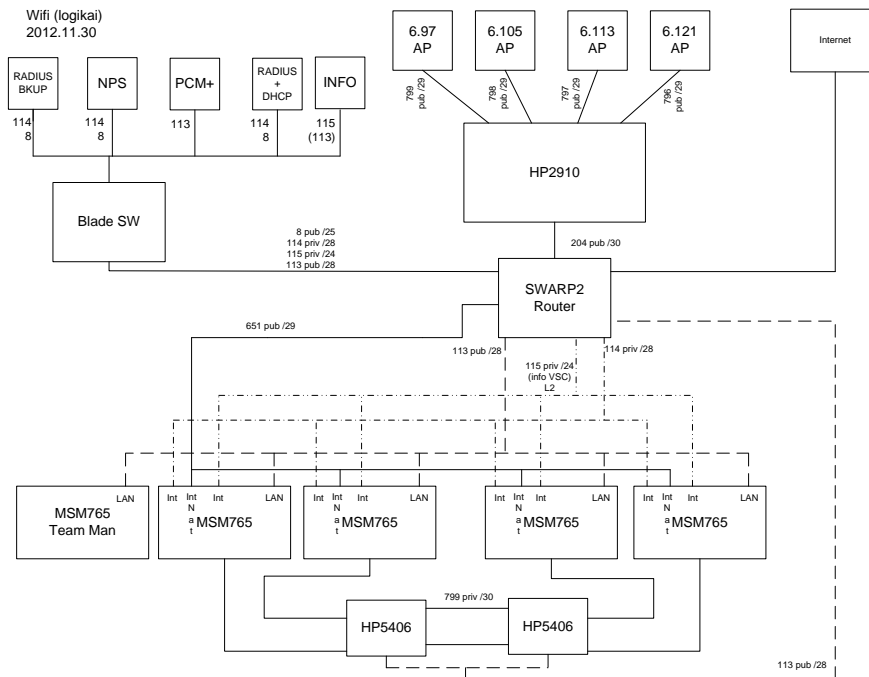 Wifi (logikai)
2012.11.30
RADIUS
BKUP
NPS
PCM+
RADIUS
+
DHCP
INFO
6.97
AP
6.105
AP
6.113
AP
6.121
AP
Internet
114
8
114
8
113
114
8
115
(113)
799
pub /29
798
pub /29
797
pub /29
796
pub /29
HP2910
Blade SW
8 pub /25
114 priv /28
115 priv /24
113 pub /28
204 pub /30
SWARP2
Router
651 pub /29
113 pub /28
115 priv /24
(info VSC)
L2
114 priv /28
LAN
MSM765
Team Man
Int
Int
N
a
t
Int
LAN
MSM765
Int
Int
N
a
t
Int
LAN
MSM765
Int
Int
N
a
t
Int
LAN
MSM765
Int
Int
N
a
t
Int
LAN
MSM765
799 priv /30
HP5406
HP5406
113 pub /28